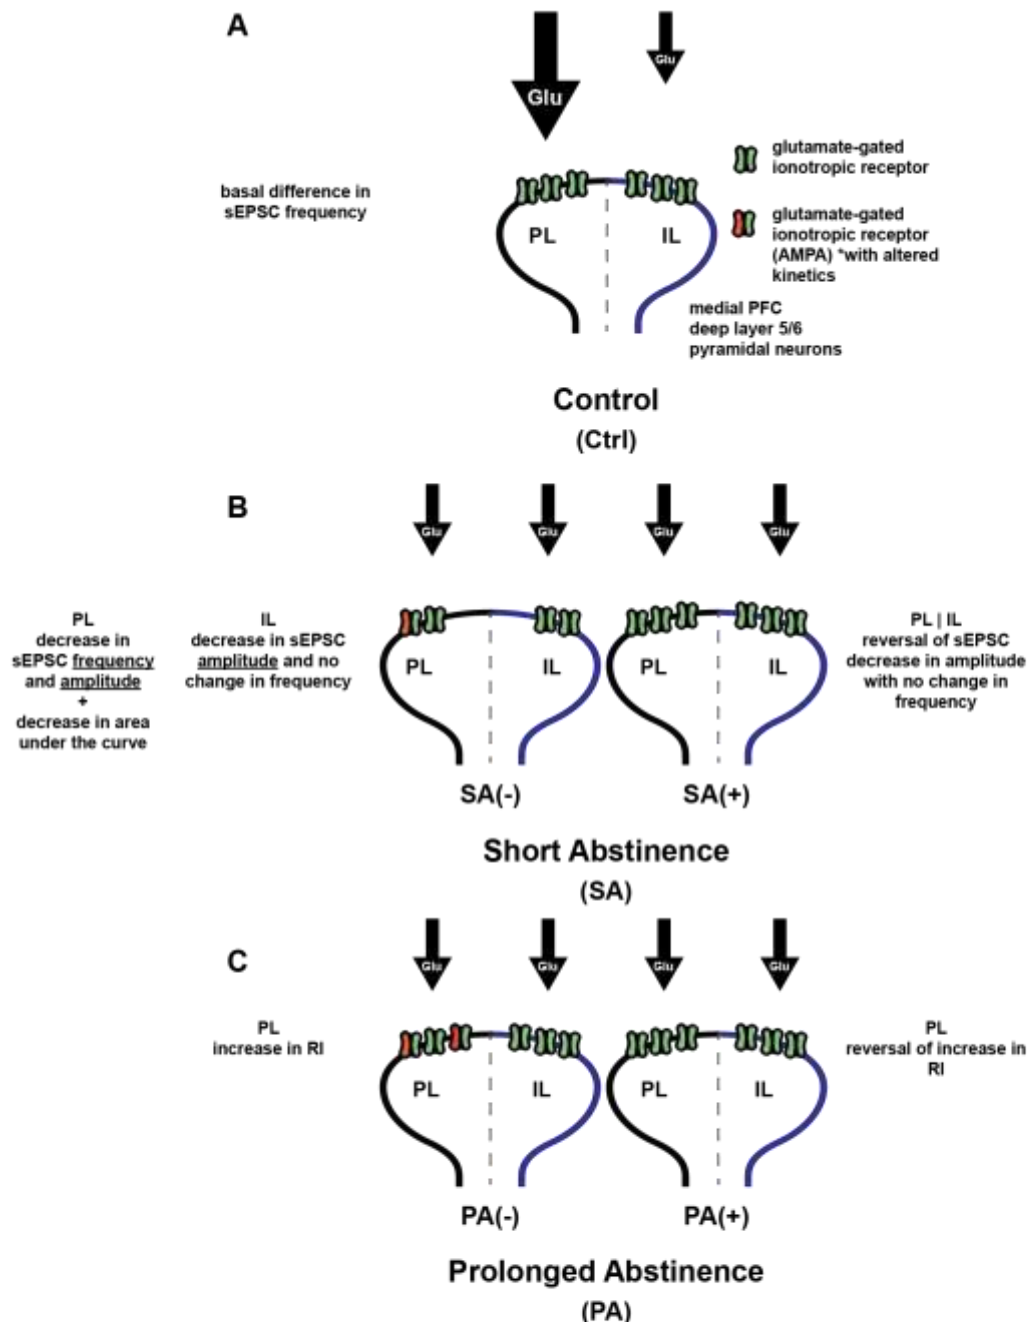 A
Glu
Glu
basal difference in
sEPSC frequency
PL
IL
glutamate-gated
ionotropic receptor
glutamate-gated
ionotropic receptor
(AMPA) *with altered
kinetics
medial PFC
deep layer 5/6
pyramidal neurons
Control
(Ctrl)
B
Glu
Glu
Glu
Glu
PL
decrease in
sEPSC frequency
and amplitude
+
decrease in area
under the curve
IL
decrease in sEPSC
amplitude and no
change in frequency
PL
IL
PL
IL
PL | IL
reversal of sEPSC
decrease in amplitude
with no change in
frequency
SA(-)
SA(+)
Short Abstinence
(SA)
C
Glu
Glu
Glu
Glu
PL
increase in RI
PL
IL
PL
IL
PL
reversal of increase in
RI
PA(-)
PA(+)
Prolonged Abstinence
(PA)